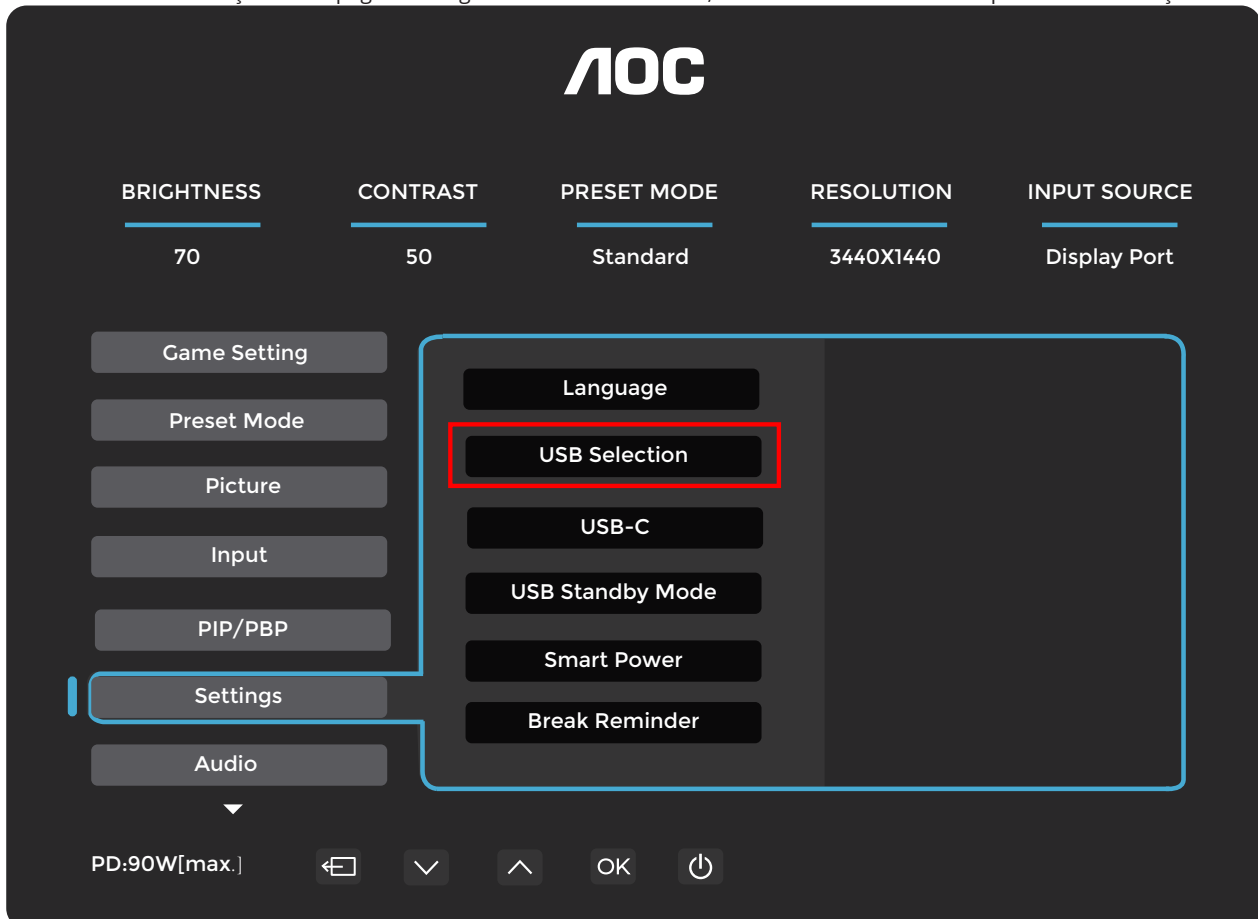 AOC
BRIGHTNESS CONTRAST PRESET MODE RESOLUTION INPUT SOURCE
70 50 Standard 3440X1440 Display Port
Game Setting
Preset Mode
Picture
Input
PIP/PBP
Settings
Audio
Language
USB Selection
USB-C
USB Standby Mode
Smart Power
Break Reminder
PD:90W[max.]
OK